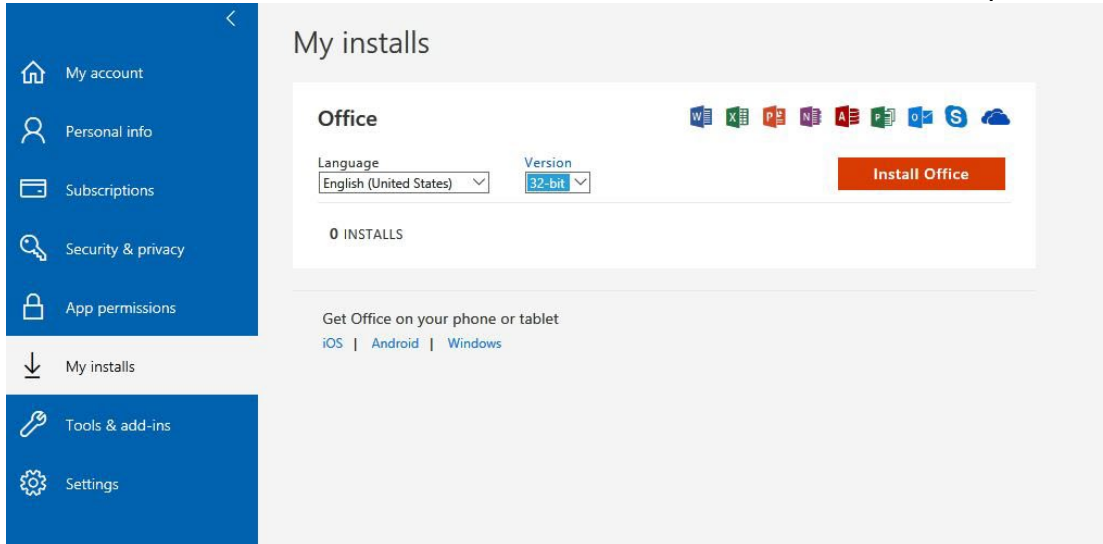 My account
Personal info
Subscriptions
Security & privacy
App permissions
My installs
Tools & add-ins
Settings
My installs
Office
Language Version
English (United States) 32-bit
Install Office
0 INSTALLS
Get Office on your phone or tablet
iOS | Android | Windows